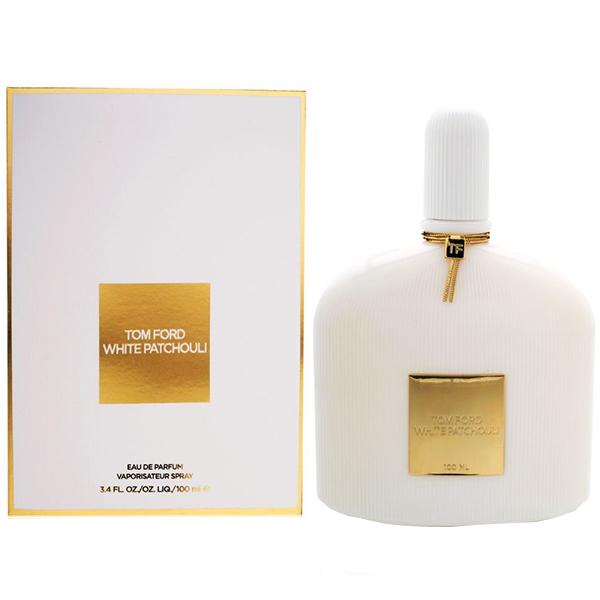 TOM FORD
WHITE PATCHOULI
EAU DE PARFUM
VAPORISATEUR SPRAY
3.4 FL. OZ./OZ. LIQ./100 ml ℮
TF
TOM FORD
WHITE PATCHOULI
100 ML